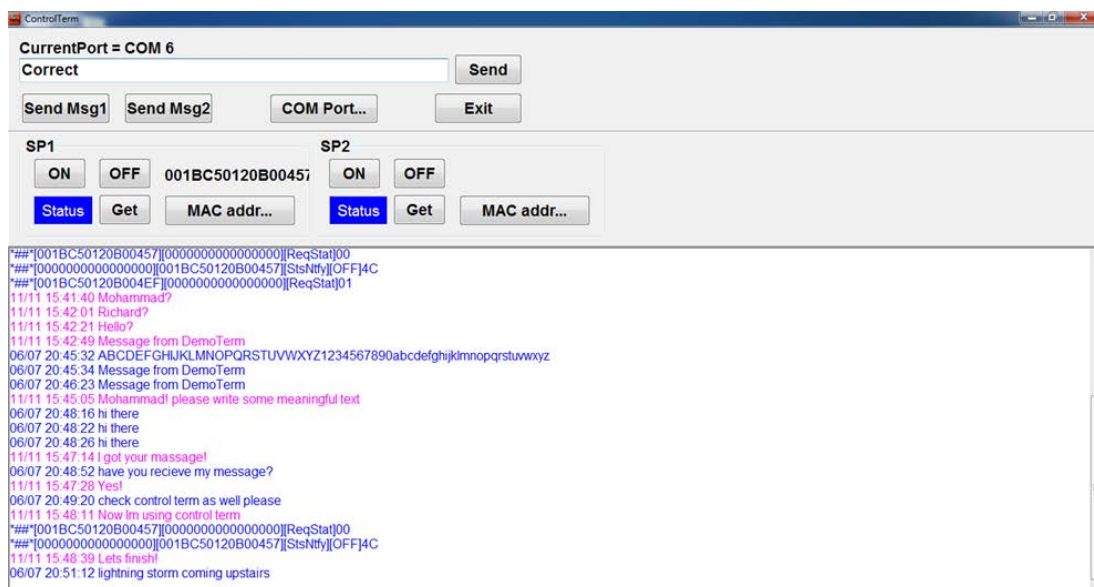 ControlTerm
CurrentPort = COM 6
Correct
Send
Send Msg1 Send Msg2 COM Port... Exit
SP1 SP2
ON OFF 001BC50120B00457 ON OFF
Status Get MAC addr... Status Get MAC addr...
*##*[001BC50120B00457][0000000000000000][ReqStat]00
*##*[0000000000000000][001BC50120B00457][StsNtfy][OFF]4C
*##*[001BC50120B004EF][0000000000000000][ReqStat]01
11/11 15:41:40 Mohammad?
11/11 15:42:01 Richard?
11/11 15:42:21 Hello?
11/11 15:42:49 Message from DemoTerm
06/07 20:45:32 ABCDEFGHIJKLMNOPQRSTUVWXYZ1234567890abcdefghijklmnopqrstuvwxyz
06/07 20:45:34 Message from DemoTerm
06/07 20:46:23 Message from DemoTerm
11/11 15:45:05 Mohammad! please write some meaningful text
06/07 20:48:16 hi there
06/07 20:48:22 hi there
06/07 20:48:26 hi there
11/11 15:47:14 I got your massage!
06/07 20:48:52 have you recieve my message?
11/11 15:47:28 Yes!
06/07 20:49:20 check control term as well please
11/11 15:48:11 Now Im using control term
*##*[001BC50120B00457][0000000000000000][ReqStat]00
*##*[0000000000000000][001BC50120B00457][StsNtfy][OFF]4C
11/11 15:48:39 Lets finish!
06/07 20:51:12 lightning storm coming upstairs